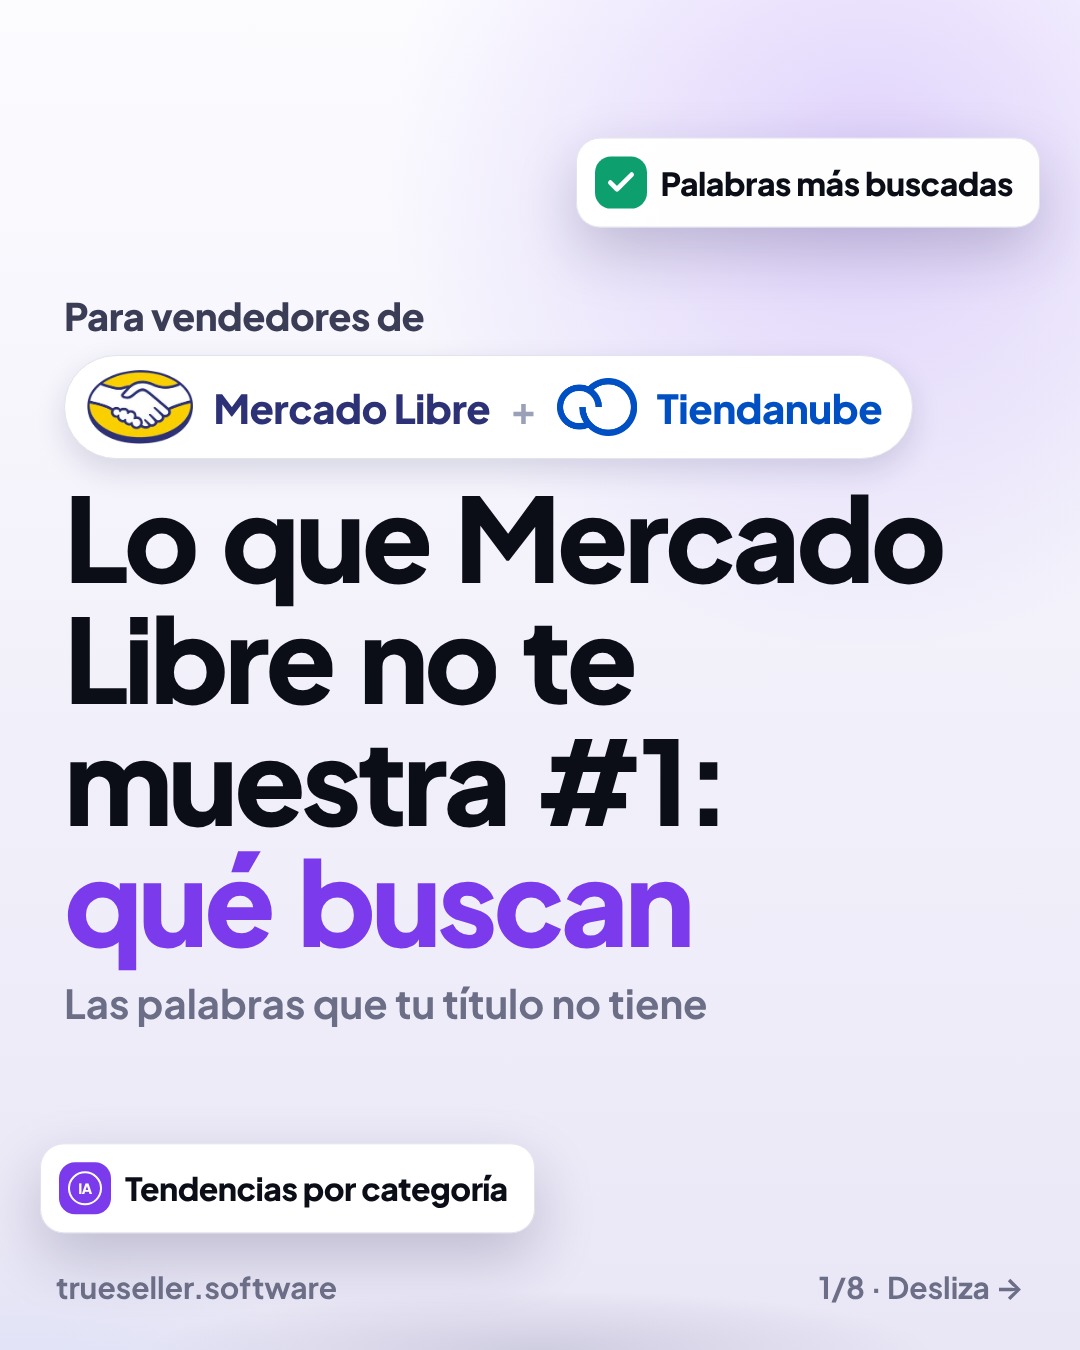 Palabras más buscadas
Para vendedores de
Mercado Libre + Tiendanube
Lo que Mercado
Libre no te
muestra #1:
qué buscan
Las palabras que tu título no tiene
IA Tendencias por categoría
trueseller.software
1/8 · Desliza →